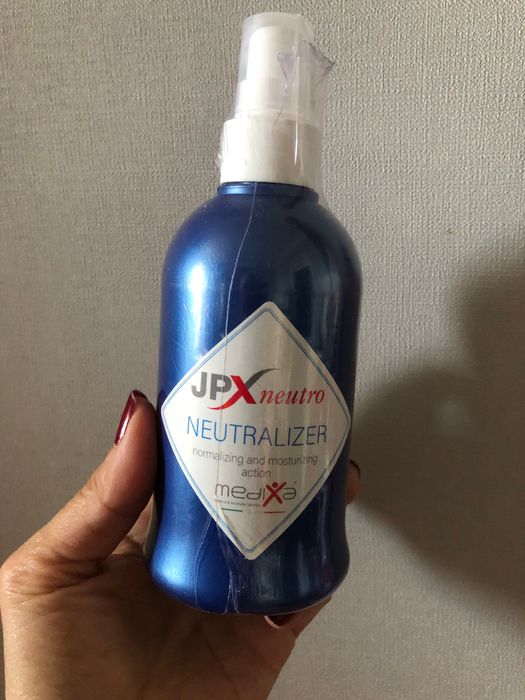 JPX neutro
NEUTRALIZER
normalizing and mosturizing
action
medixa